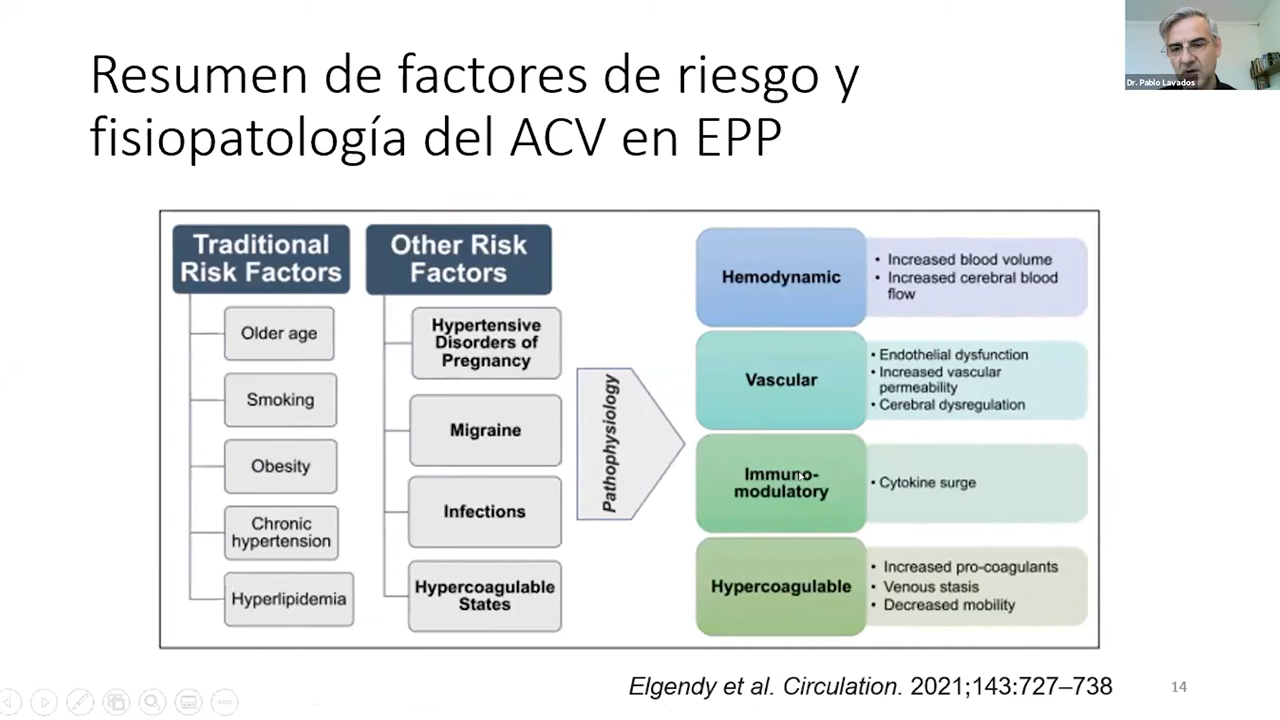 Resumen de factores de riesgo y
fisiopatología del ACV en EPP
Dr. Pablo Lavados
Traditional
Risk Factors
Older age
Smoking
Obesity
Chronic
hypertension
Hyperlipidemia
Other Risk
Factors
Hypertensive
Disorders of
Pregnancy
Migraine
Infections
Hypercoagulable
States
Pathophysiology
Hemodynamic
• Increased blood volume
• Increased cerebral blood
flow
Vascular
• Endothelial dysfunction
• Increased vascular
permeability
• Cerebral dysregulation
Immuno-
modulatory
• Cytokine surge
Hypercoagulable
• Increased pro-coagulants
• Venous stasis
• Decreased mobility
Elgendy et al. Circulation. 2021;143:727–738
14